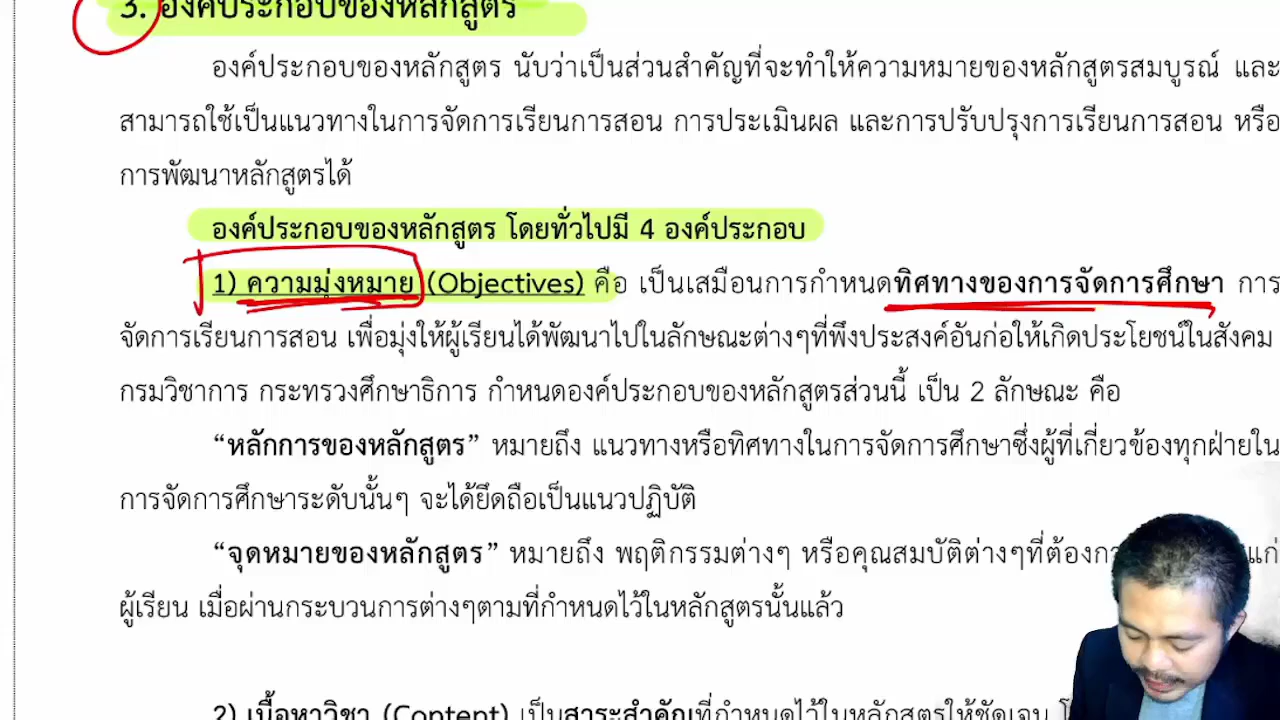 3. องค์ประกอบของหลักสูตร
องค์ประกอบของหลักสูตร นับว่าเป็นส่วนสำคัญที่จะทำให้ความหมายของหลักสูตรสมบูรณ์ และ
สามารถใช้เป็นแนวทางในการจัดการเรียนการสอน การประเมินผล และการปรับปรุงการเรียนการสอน หรือ
การพัฒนาหลักสูตรได้
องค์ประกอบของหลักสูตร โดยทั่วไปมี 4 องค์ประกอบ
1) ความมุ่งหมาย (Objectives) คือ เป็นเสมือนการกำหนดทิศทางของการจัดการศึกษา การ
จัดการเรียนการสอน เพื่อมุ่งให้ผู้เรียนได้พัฒนาไปในลักษณะต่างๆที่พึงประสงค์อันก่อให้เกิดประโยชน์ในสังคม
กรมวิชาการ กระทรวงศึกษาธิการ กำหนดองค์ประกอบของหลักสูตรส่วนนี้ เป็น 2 ลักษณะ คือ
“หลักการของหลักสูตร” หมายถึง แนวทางหรือทิศทางในการจัดการศึกษาซึ่งผู้ที่เกี่ยวข้องทุกฝ่ายใน
การจัดการศึกษาระดับนั้นๆ จะได้ยึดถือเป็นแนวปฏิบัติ
“จุดหมายของหลักสูตร” หมายถึง พฤติกรรมต่างๆ หรือคุณสมบัติต่างๆที่ต้อง แก่
ผู้เรียน เมื่อผ่านกระบวนการต่างๆตามที่กำหนดไว้ในหลักสูตรนั้นแล้ว
2) เนื้อหาวิชา (Content) เป็นสาระสำคัญที่กำหนดไว้ในหลักสูตรให้ชัดเจน